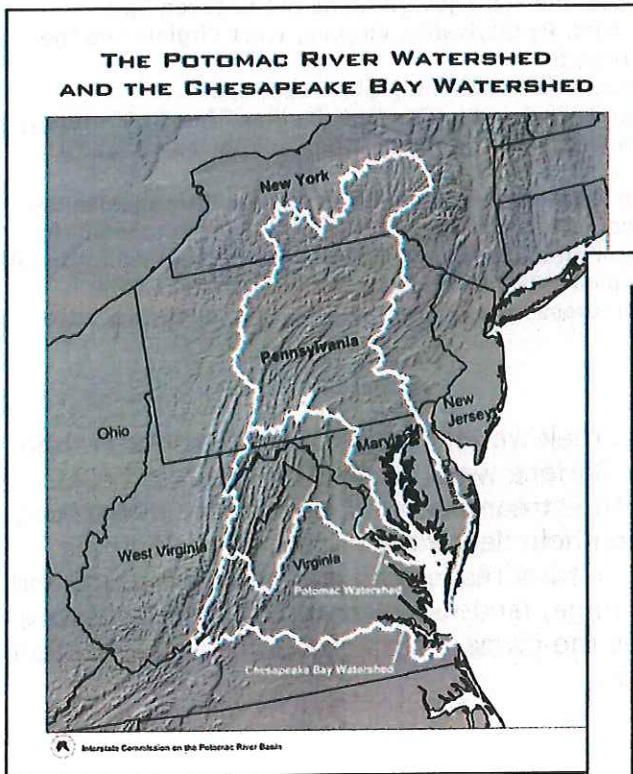 THE POTOMAC RIVER WATERSHED
AND THE CHESAPEAKE BAY WATERSHED
New York
Pennsylvania
Ohio
New
Jersey
West Virginia
Virginia
Potomac Watershed
Chesapeake Bay Watershed
Interstate Commission on the Potomac River Basin